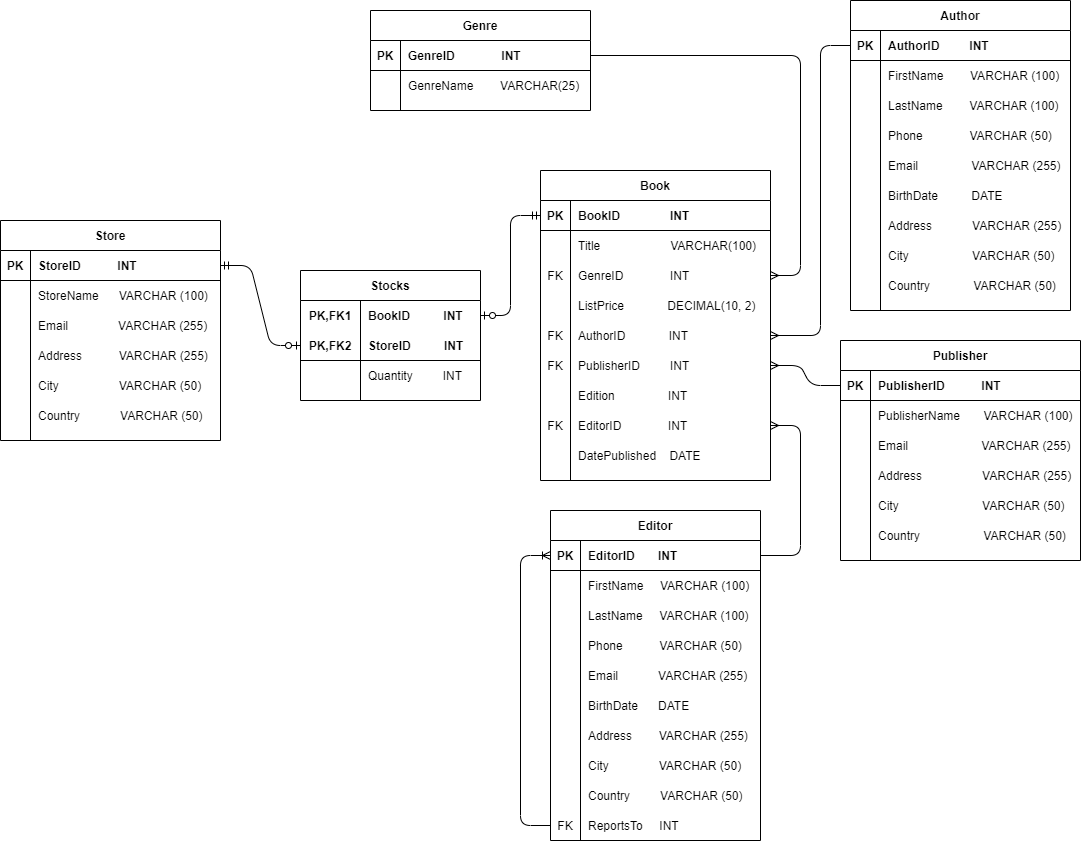 Genre
PK GenreID INT
GenreName VARCHAR(25)
Author
PK AuthorID INT
FirstName VARCHAR (100)
LastName VARCHAR (100)
Phone VARCHAR (50)
Email VARCHAR (255)
BirthDate DATE
Address VARCHAR (255)
City VARCHAR (50)
Country VARCHAR (50)
Book
PK BookID INT
Title VARCHAR(100)
FK GenreID INT
ListPrice DECIMAL(10, 2)
FK AuthorID INT
FK PublisherID INT
Edition INT
FK EditorID INT
DatePublished DATE
Store
PK StoreID INT
StoreName VARCHAR (100)
Email VARCHAR (255)
Address VARCHAR (255)
City VARCHAR (50)
Country VARCHAR (50)
Stocks
PK,FK1 BookID INT
PK,FK2 StoreID INT
Quantity INT
Publisher
PK PublisherID INT
PublisherName VARCHAR (100)
Email VARCHAR (255)
Address VARCHAR (255)
City VARCHAR (50)
Country VARCHAR (50)
Editor
PK EditorID INT
FirstName VARCHAR (100)
LastName VARCHAR (100)
Phone VARCHAR (50)
Email VARCHAR (255)
BirthDate DATE
Address VARCHAR (255)
City VARCHAR (50)
Country VARCHAR (50)
FK ReportsTo INT